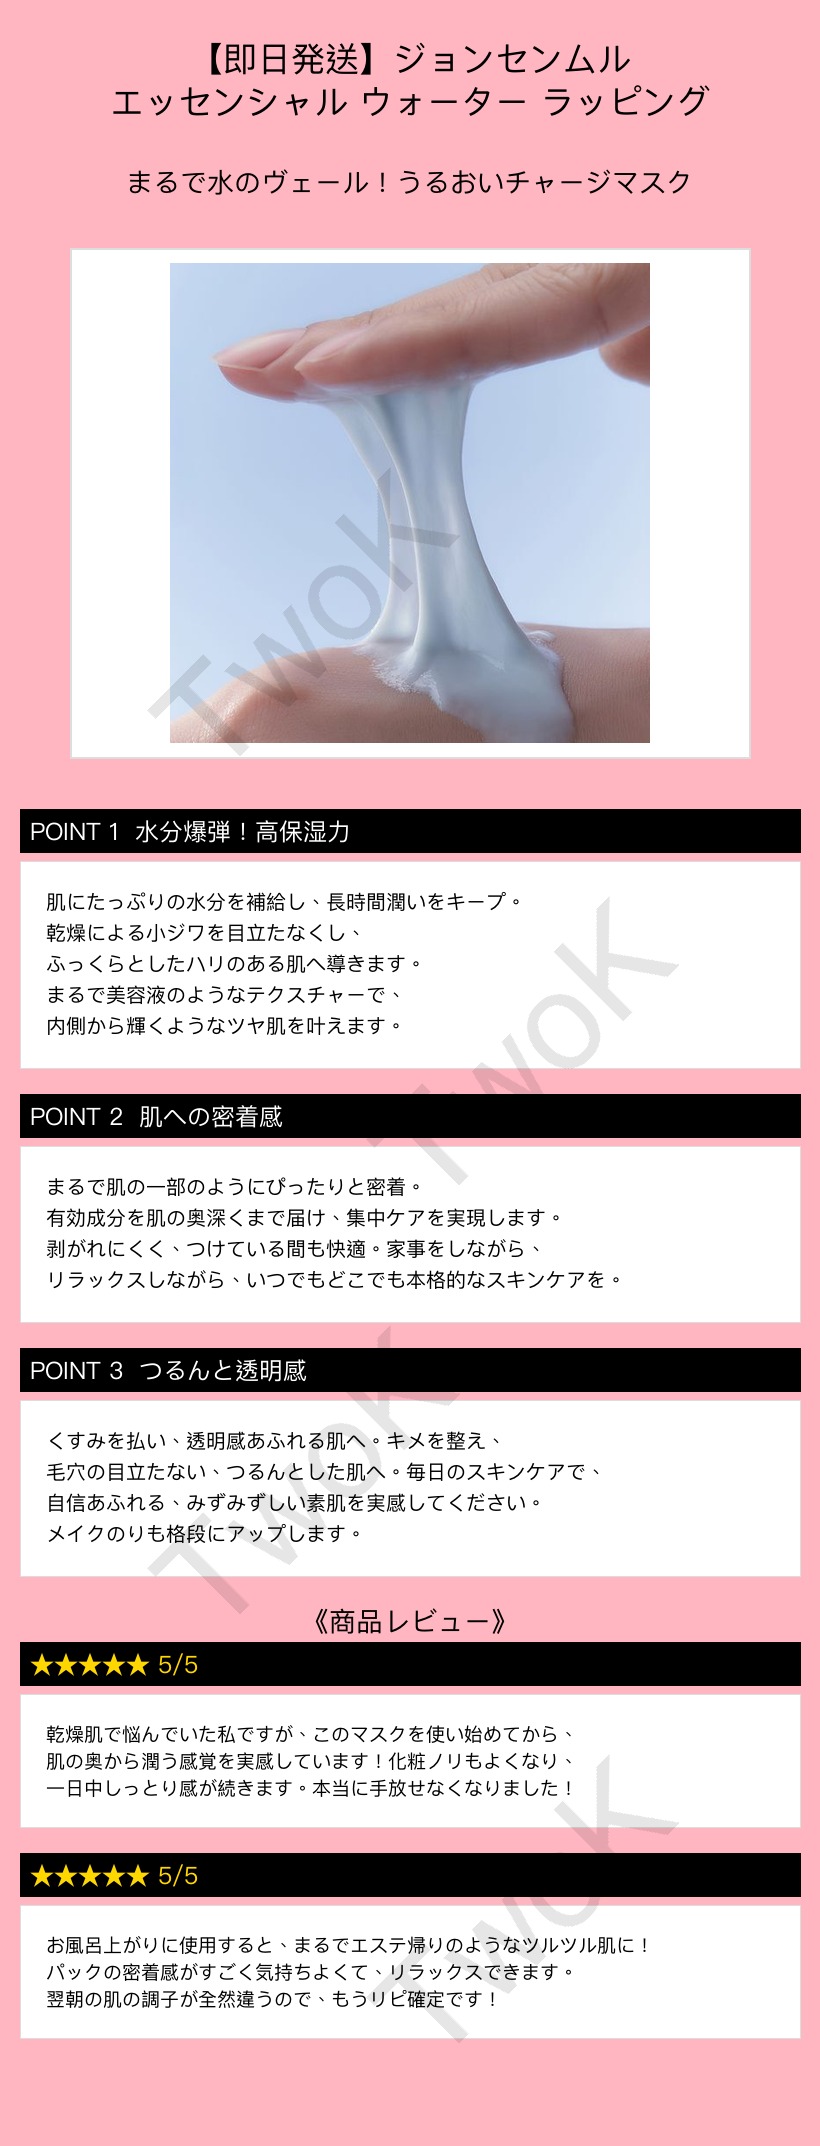 【即日発送】ジョンセンムル
エッセンシャル ウォーター ラッピング
まるで水のヴェール！うるおいチャージマスク
TwoK
POINT 1 水分爆弾！高保湿力
肌にたっぷりの水分を補給し、長時間潤いをキープ。
乾燥による小ジワを目立たなくし、
ふっくらとしたハリのある肌へ導きます。
まるで美容液のようなテクスチャーで、
内側から輝くようなツヤ肌を叶えます。
TwoK
POINT 2 肌への密着感
まるで肌の一部のようにぴったりと密着。
有効成分を肌の奥深くまで届け、集中ケアを実現します。
剥がれにくく、つけている間も快適。家事をしながら、
リラックスしながら、いつでもどこでも本格的なスキンケアを。
POINT 3 つるんと透明感
くすみを払い、透明感あふれる肌へ。キメを整え、
毛穴の目立たない、つるんとした肌へ。毎日のスキンケアで、
自信あふれる、みずみずしい素肌を実感してください。
メイクのりも格段にアップします。
TwoK
《商品レビュー》
★★★★★ 5/5
乾燥肌で悩んでいた私ですが、このマスクを使い始めてから、
肌の奥から潤う感覚を実感しています！化粧ノリもよくなり、
一日中しっとり感が続きます。本当に手放せなくなりました！
★★★★★ 5/5
お風呂上がりに使用すると、まるでエステ帰りのようなツルツル肌に！
パックの密着感がすごく気持ちよくて、リラックスできます。
翌朝の肌の調子が全然違うので、もうリピ確定です！
TwoK